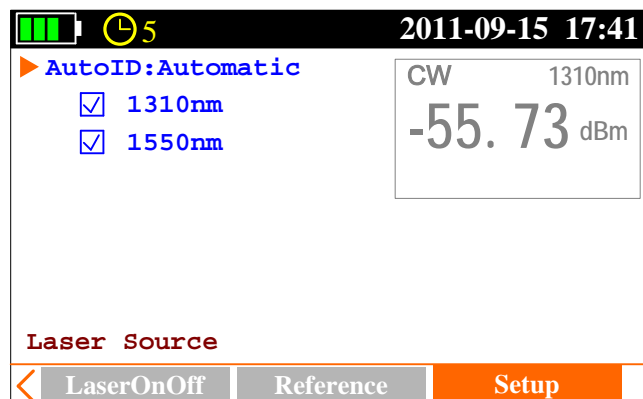 5 2011-09-15 17:41
AutoID:Automatic
1310nm
1550nm
CW 1310nm
-55. 73 dBm
Laser Source
LaserOnOff Reference Setup